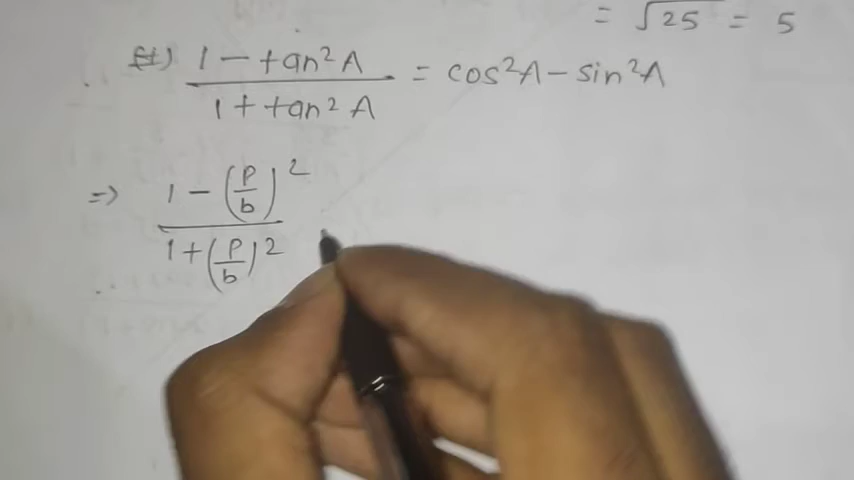 = √25 = 5
(1 - tan²A)/(1 + tan²A) = cos²A - sin²A
=> (1 - (P/b)²)/(1 + (P/b)²)